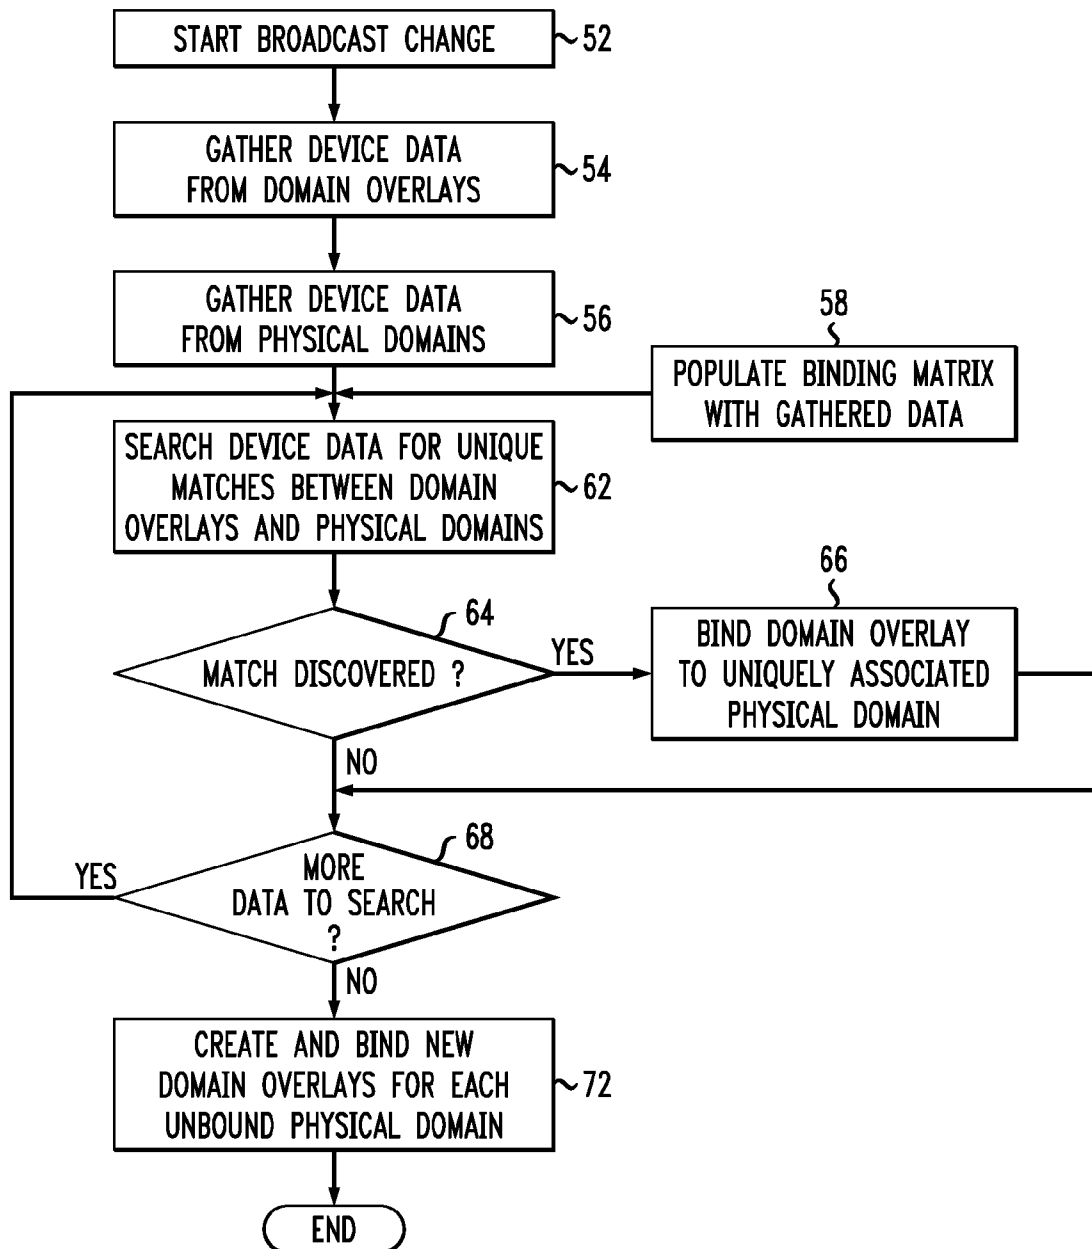 START BROADCAST CHANGE
52
GATHER DEVICE DATA
FROM DOMAIN OVERLAYS
54
GATHER DEVICE DATA
FROM PHYSICAL DOMAINS
56
58
POPULATE BINDING MATRIX
WITH GATHERED DATA
SEARCH DEVICE DATA FOR UNIQUE
MATCHES BETWEEN DOMAIN
OVERLAYS AND PHYSICAL DOMAINS
62
64
MATCH DISCOVERED ?
YES
66
BIND DOMAIN OVERLAY
TO UNIQUELY ASSOCIATED
PHYSICAL DOMAIN
NO
68
MORE
DATA TO SEARCH
?
YES
NO
CREATE AND BIND NEW
DOMAIN OVERLAYS FOR EACH
UNBOUND PHYSICAL DOMAIN
72
END